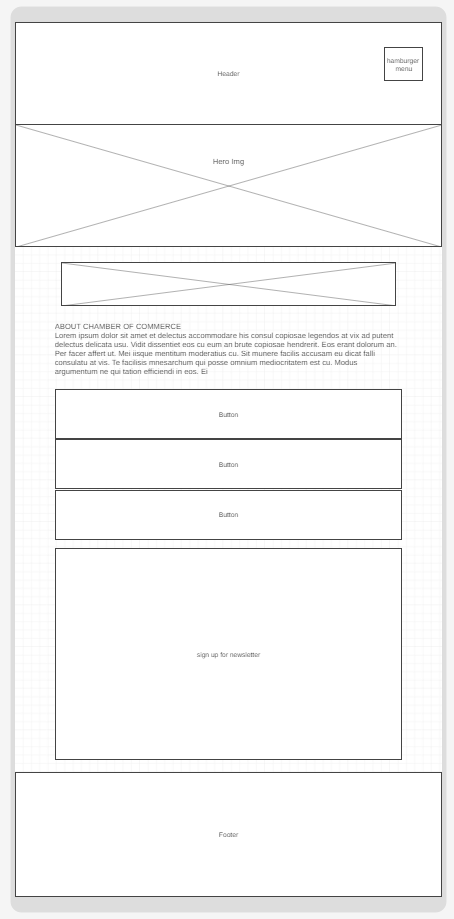 hamburger
menu
Header
Hero Img
ABOUT CHAMBER OF COMMERCE
Lorem ipsum dolor sit amet et delectus accommodare his consul copiosae legendos at vix ad putent
delectus delicata usu. Vidit dissentiet eos cu eum an brute copiosae hendrerit. Eos erant dolorum an.
Per facer affert ut. Mei iisque mentitum moderatius cu. Sit munere facilis accusam eu dicat falli
consulatu at vis. Te facilisis mnesarchum qui posse omnium mediocritatem est cu. Modus
argumentum ne qui tation efficiendi in eos. Ei
Button
Button
Button
sign up for newsletter
Footer